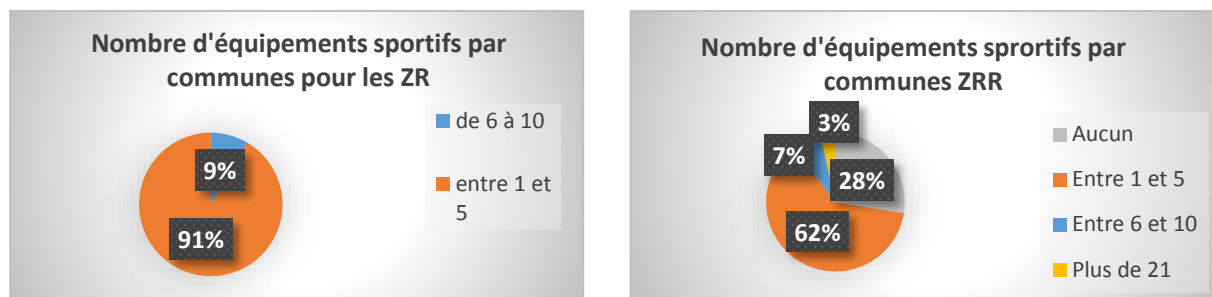 Nombre d'équipements sportifs par
communes pour les ZR
de 6 à 10
9%
entre 1 et
5
91%
Nombre d'équipements sprortifs par
communes ZRR
3%
Aucun
7%
28%
Entre 1 et 5
62%
Entre 6 et 10
Plus de 21